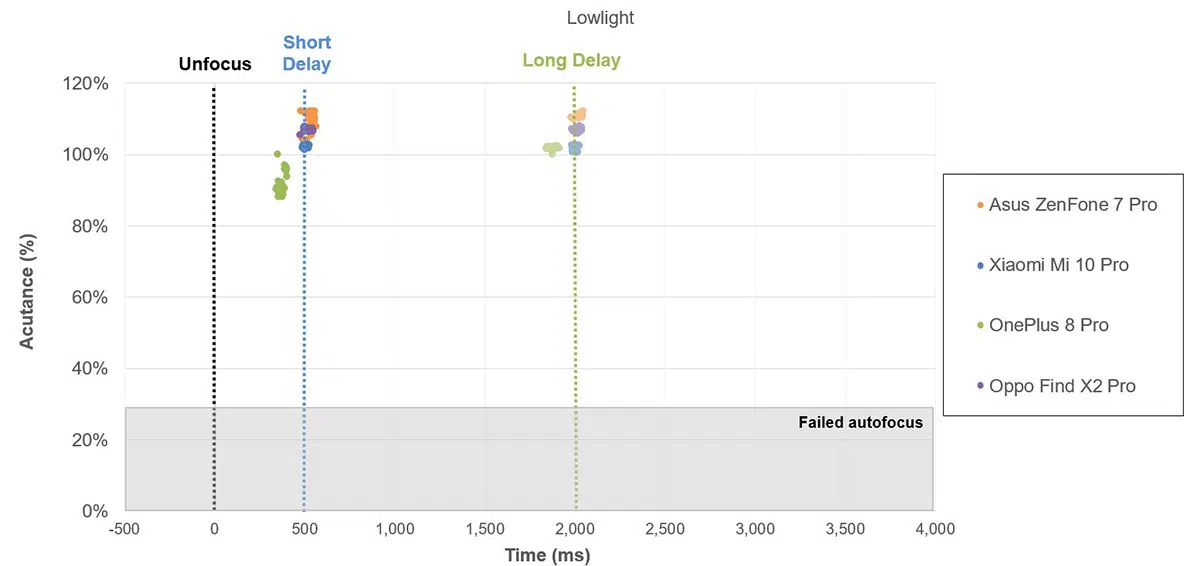 Lowlight
Short
Delay
Unfocus
Long Delay
120%
100%
80%
60%
40%
20%
0%
Acutance (%)
Failed autofocus
-500
0
500
1,000
1,500
2,000
2,500
3,000
3,500
4,000
Time (ms)
Asus ZenFone 7 Pro
Xiaomi Mi 10 Pro
OnePlus 8 Pro
Oppo Find X2 Pro